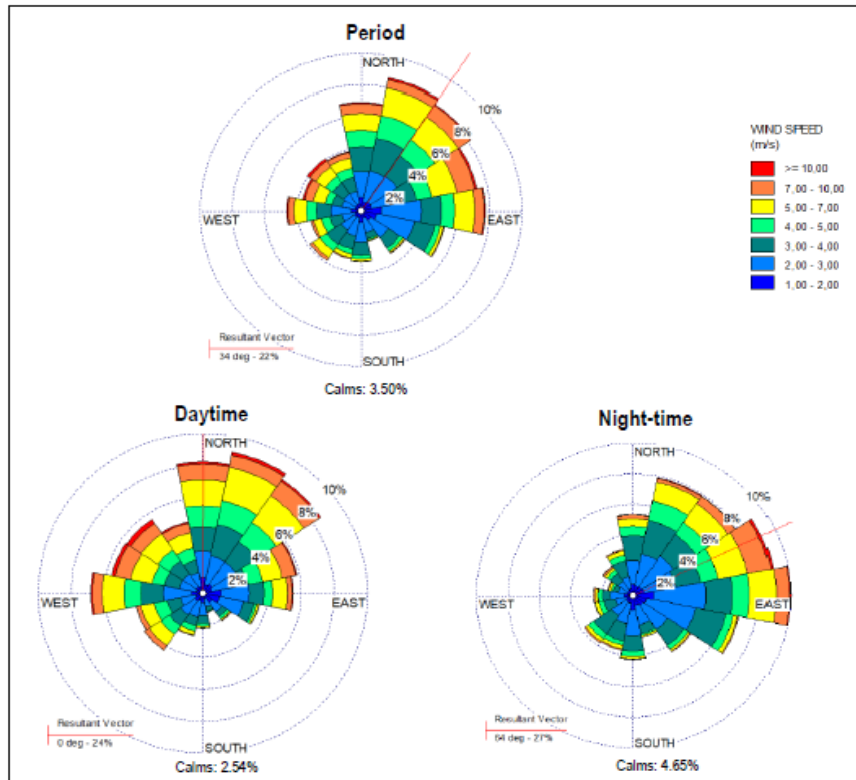 Period
NORTH
10%
8%
6%
4%
2%
WEST
EAST
SOUTH
Resultant Vector
34 deg - 22%
Calms: 3.50%
WIND SPEED
(m/s)
>= 10,00
7,00 - 10,00
5,00 - 7,00
4,00 - 5,00
3,00 - 4,00
2,00 - 3,00
1,00 - 2,00
Daytime
NORTH
10%
8%
6%
4%
2%
WEST
EAST
SOUTH
Resultant Vector
0 deg - 24%
Calms: 2.54%
Night-time
NORTH
10%
8%
6%
4%
2%
WEST
EAST
SOUTH
Resultant Vector
64 deg - 27%
Calms: 4.65%